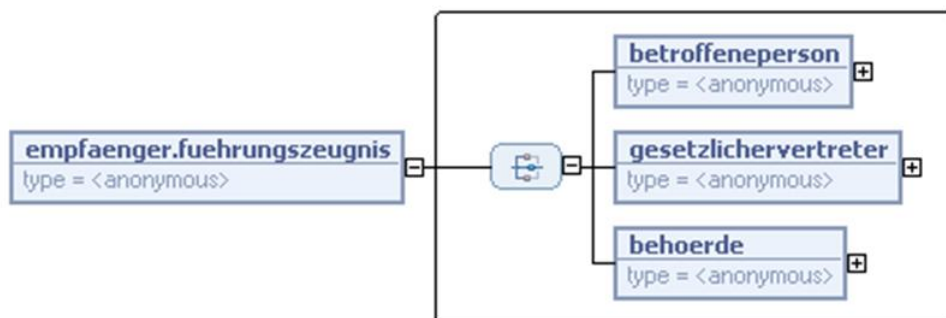 betroffeneperson
type = <anonymous>
empfaenger.fuehrungszeugnis
type = <anonymous>
gesetzlichervertreter
type = <anonymous>
behoerde
type = <anonymous>